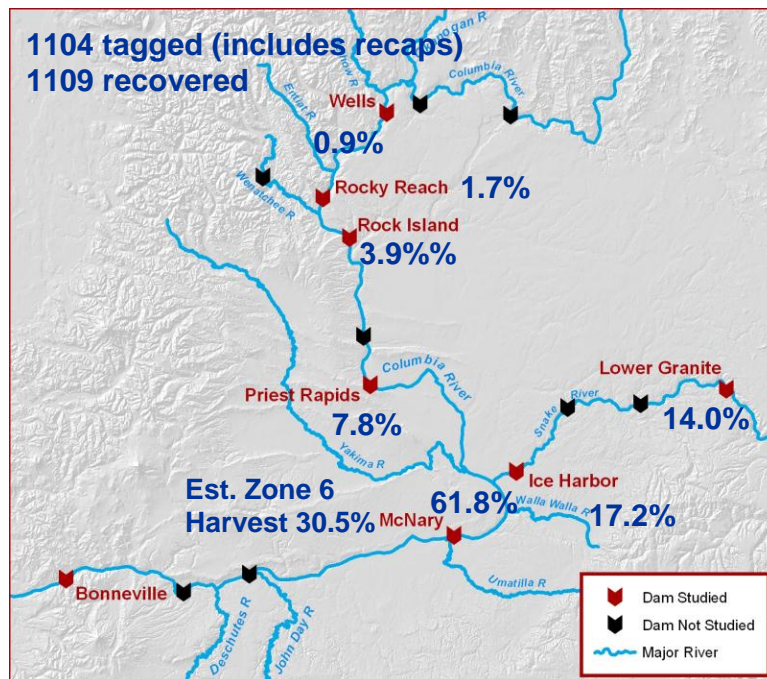 1104 tagged (includes recaps)
1109 recovered
Columbia River
Entiat R
Wells
0.9%
Wenatchee R
Rocky Reach 1.7%
Rock Island
3.9%%
Columbia River
Priest Rapids
7.8%
Yakima R
Lower Granite
14.0%
Snake River
Ice Harbor
Est. Zone 6
Harvest 30.5%
McNary
61.8%
Walla Walla R
17.2%
Umatilla R
Bonneville
Deschutes R
John Day R
Dam Studied
Dam Not Studied
Major River